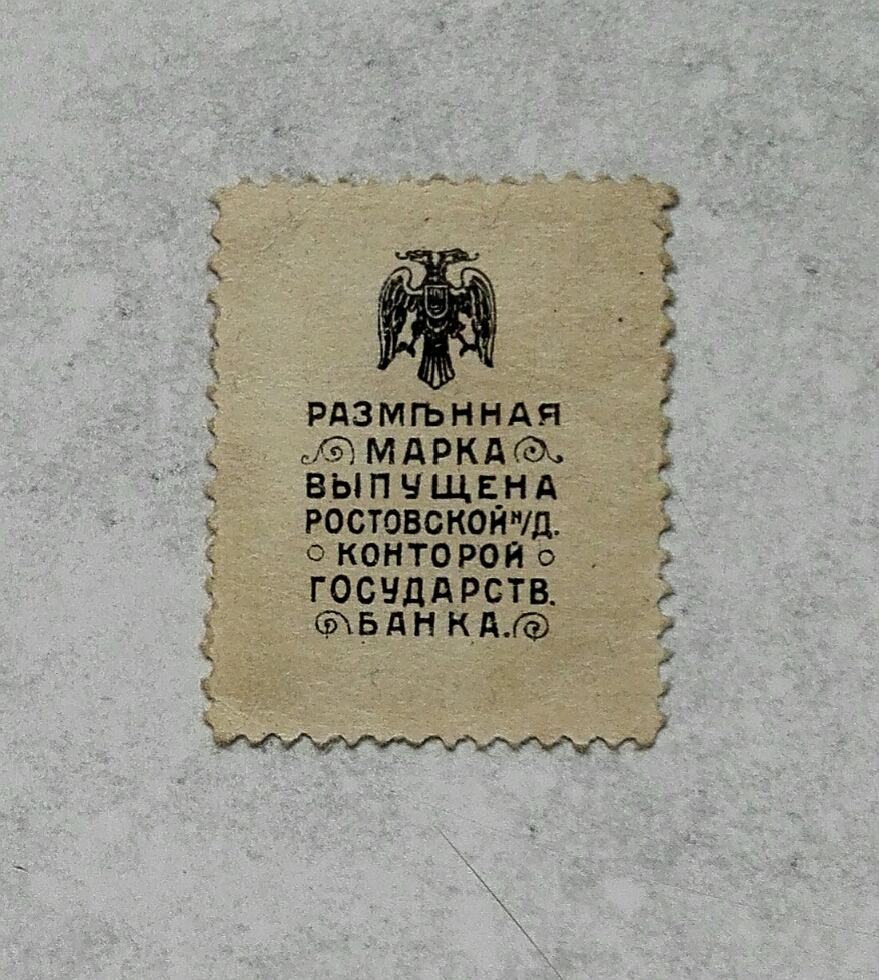 РАЗМѢННАЯ
МАРКА
ВЫПУЩЕНА
РОСТОВСКОЙ Н/Д.
КОНТОРОЙ
ГОСУДАРСТВ.
БАНКА.